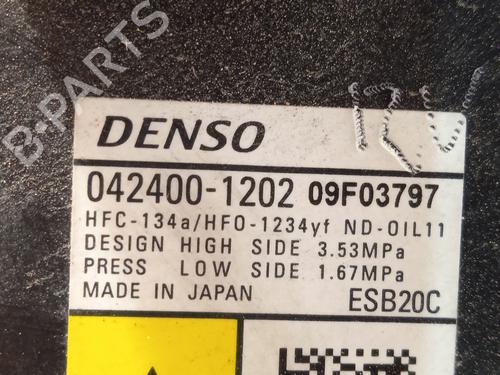 B-PARTS
DENSO
042400-1202 09F03797
HFC-134a/HFO-1234yf ND-OIL11
DESIGN HIGH SIDE 3.53MPa
PRESS LOW SIDE 1.67MPa
MADE IN JAPAN ESB20C